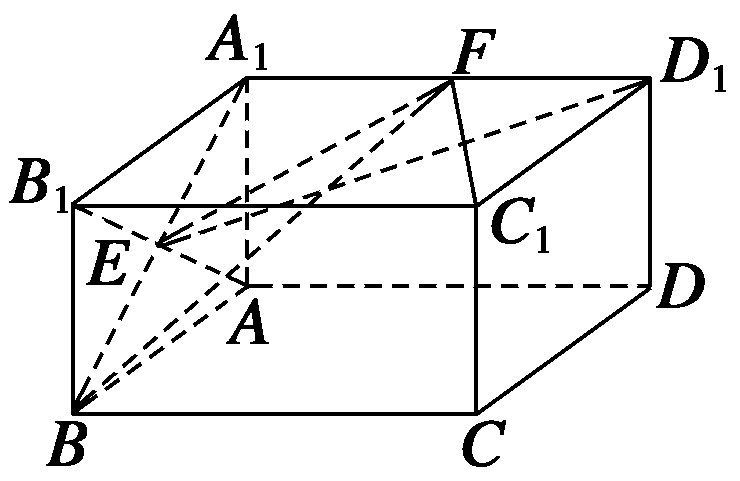 A₁ F D₁
B₁ C₁
E
A D
B C